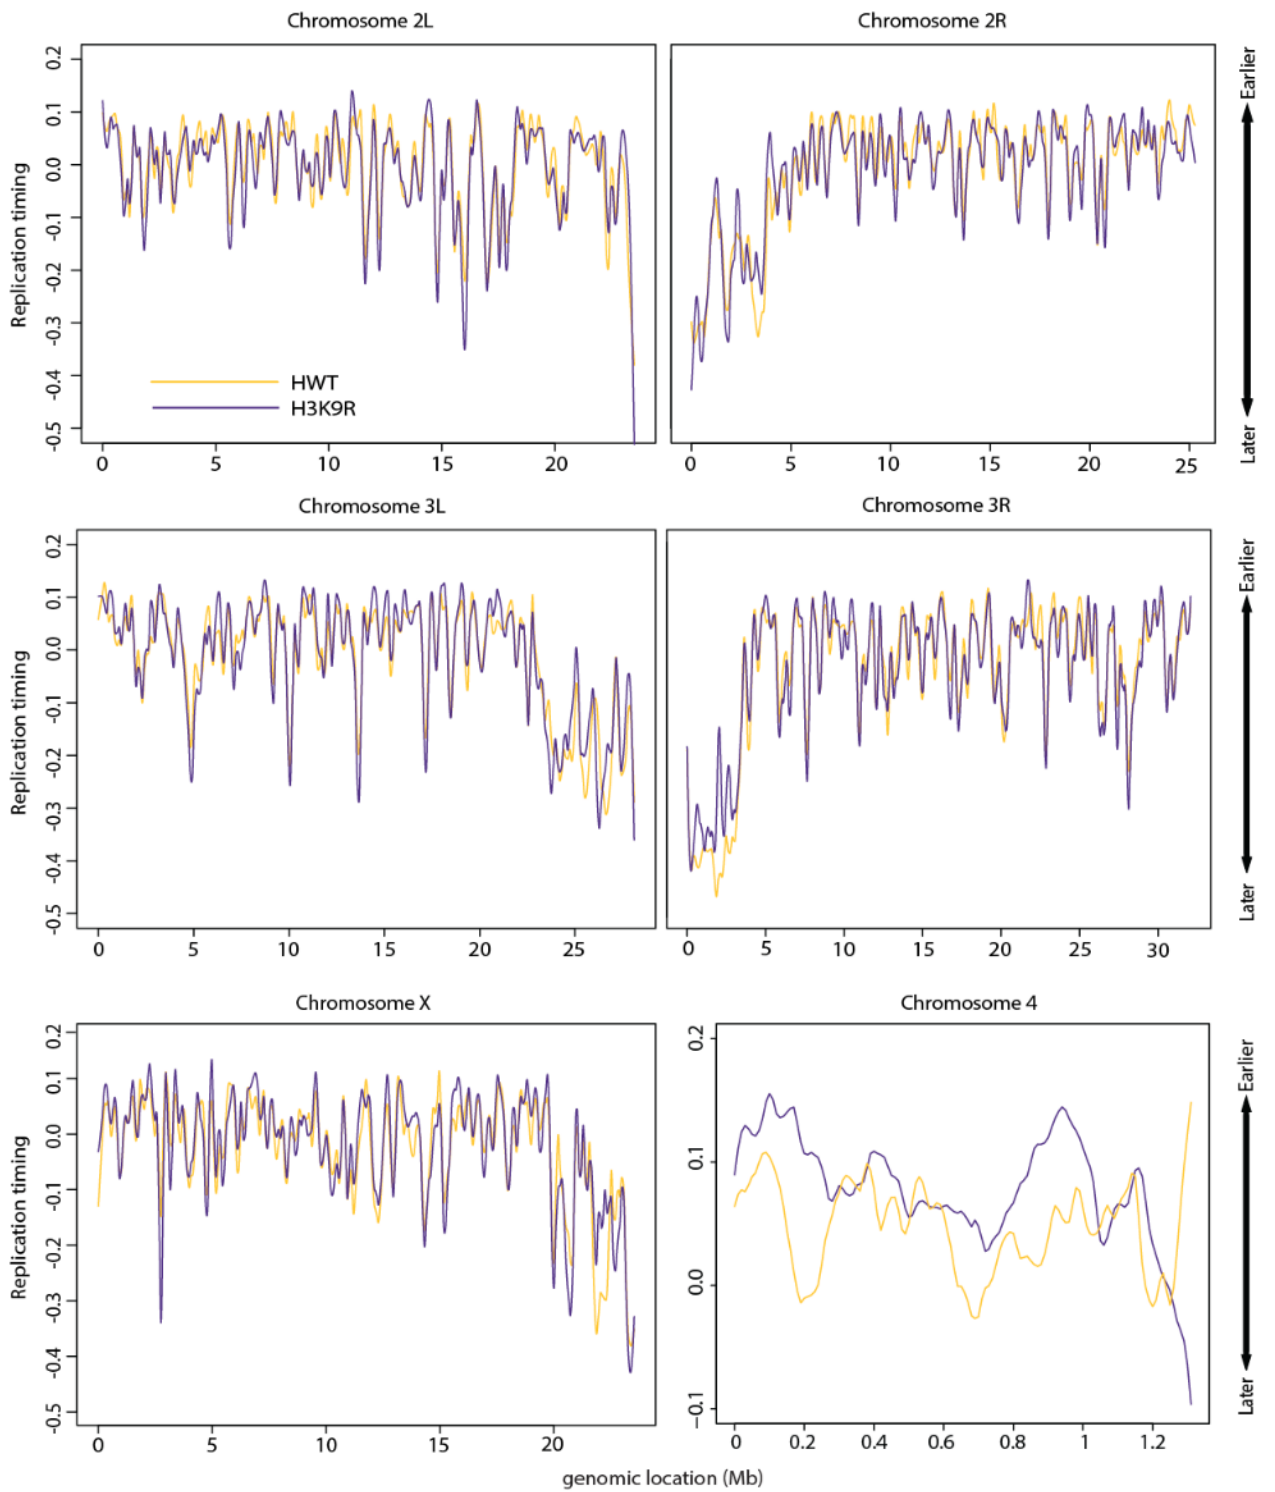 Chromosome 2L
Chromosome 2R
Replication timing
0.2
0.1
0.0
-0.1
-0.2
-0.3
-0.4
-0.5
HWT
H3K9R
0 5 10 15 20
0 5 10 15 20 25
Earlier
Later
Chromosome 3L
Chromosome 3R
Replication timing
0.2
0.1
0.0
-0.1
-0.2
-0.3
-0.4
-0.5
0 5 10 15 20 25
0 5 10 15 20 25 30
Earlier
Later
Chromosome X
Chromosome 4
Replication timing
0.2
0.1
0.0
-0.1
-0.2
-0.3
-0.4
-0.5
0 5 10 15 20
0.2
0.1
0.0
-0.1
0 0.2 0.4 0.6 0.8 1 1.2
Earlier
Later
genomic location (Mb)